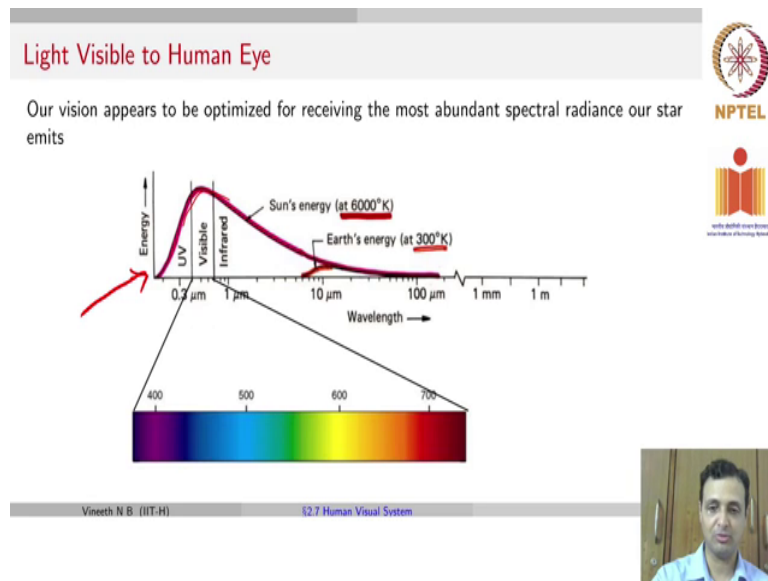 Light Visible to Human Eye
NPTEL
Our vision appears to be optimized for receiving the most abundant spectral radiance our star
emits
Energy
UV
Visible
Infrared
Sun's energy (at 6000°K)
Earth's energy (at 300°K)
0.3 μm
1 μm
10 μm
100 μm
1 mm
1 m
Wavelength
400
500
600
700
Vineeth N B (IIT-H)
§2.7 Human Visual System